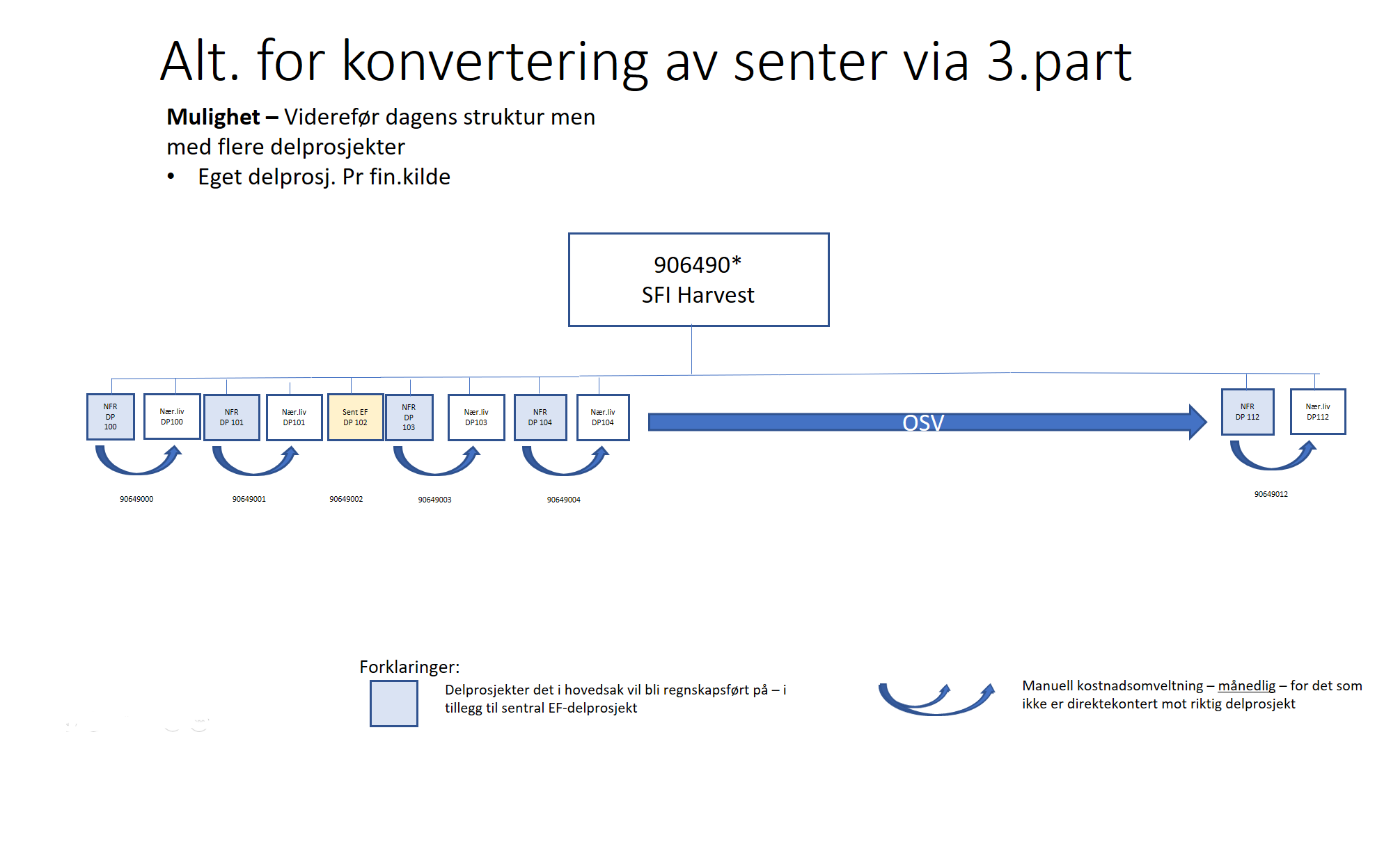 Alt. for konvertering av senter via 3.part
Mulighet – Viderefør dagens struktur men
med flere delprosjekter
• Eget delprosj. Pr fin.kilde
906490*
SFI Harvest
NFR
DP
100
Nær.liv
DP100
NFR
DP 101
Nær.liv
DP101
Sent EF
DP 102
NFR
DP
103
Nær.liv
DP103
NFR
DP 104
Nær.liv
DP104
OSV
NFR
DP 112
Nær.liv
DP112
90649000
90649001
90649002
90649003
90649004
90649012
Forklaringer:
Delprosjekter det i hovedsak vil bli regnskapsført på – i
tillegg til sentral EF-delprosjekt
Manuell kostnadsomveltning – månedlig – for det som
ikke er direktekontert mot riktig delprosjekt